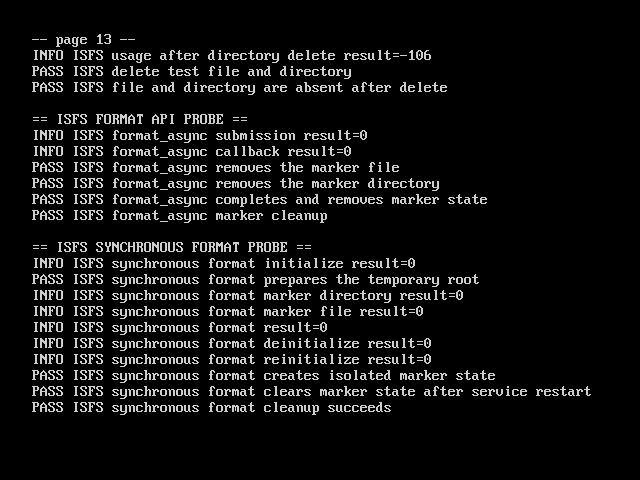 -- page 13 --
INFO ISFS usage after directory delete result=-106
PASS ISFS delete test file and directory
PASS ISFS file and directory are absent after delete

== ISFS FORMAT API PROBE ==
INFO ISFS format_async submission result=0
INFO ISFS format_async callback result=0
PASS ISFS format_async removes the marker file
PASS ISFS format_async removes the marker directory
PASS ISFS format_async completes and removes marker state
PASS ISFS format_async marker cleanup

== ISFS SYNCHRONOUS FORMAT PROBE ==
INFO ISFS synchronous format initialize result=0
PASS ISFS synchronous format prepares the temporary root
INFO ISFS synchronous format marker directory result=0
INFO ISFS synchronous format marker file result=0
INFO ISFS synchronous format result=0
INFO ISFS synchronous format deinitialize result=0
INFO ISFS synchronous format reinitialize result=0
PASS ISFS synchronous format creates isolated marker state
PASS ISFS synchronous format clears marker state after service restart
PASS ISFS synchronous format cleanup succeeds